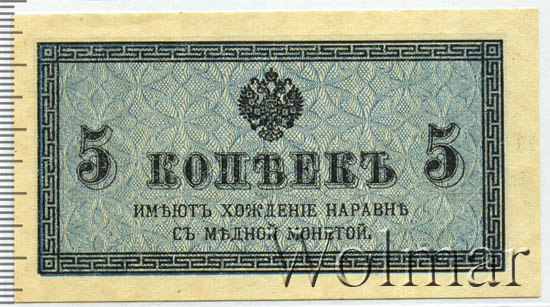 5 КОПѢЕКЪ 5
ИМѢЮТЪ ХОЖДЕНІЕ НАРАВНѢ
СЪ МѢДНОЙ МОНЕТОЙ.
Wolmar